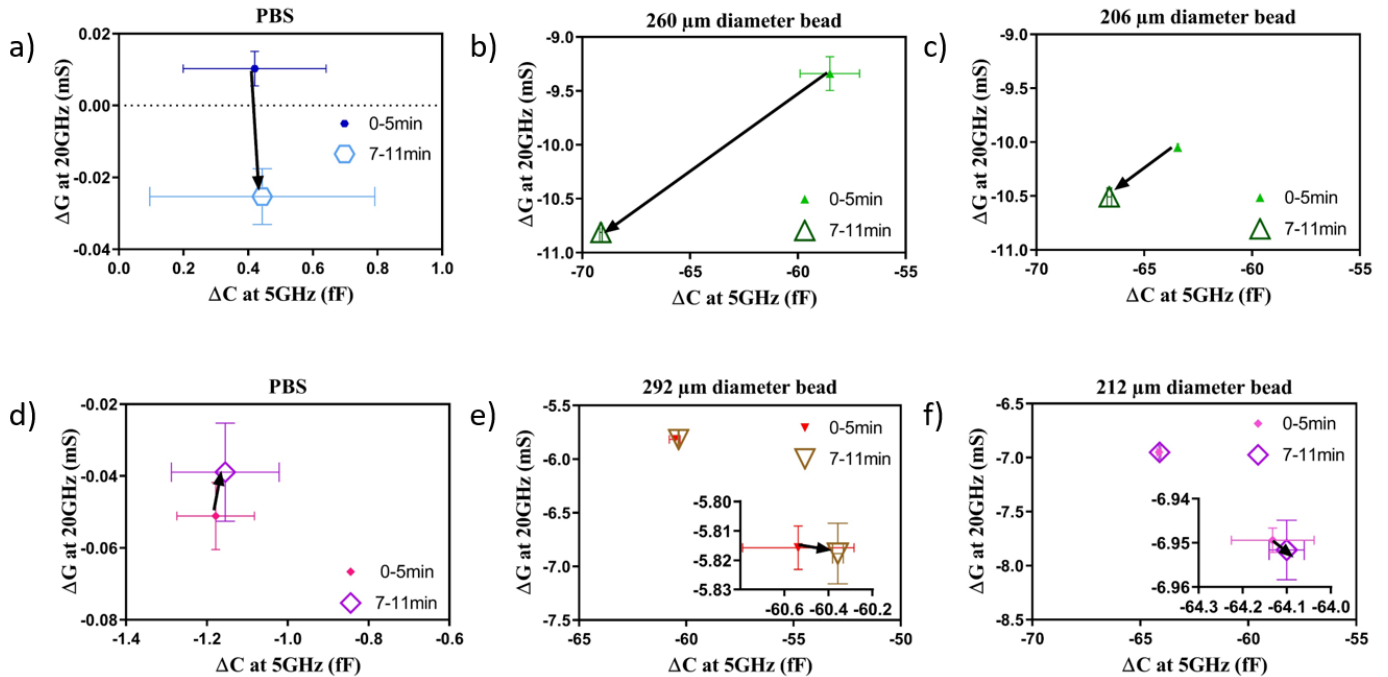 a)
PBS
ΔG at 20GHz (mS)
0.02
0.00
-0.02
-0.04
0-5min
7-11min
0.0 0.2 0.4 0.6 0.8 1.0
ΔC at 5GHz (fF)
b)
260 µm diameter bead
ΔG at 20GHz (mS)
-9.0
-9.5
-10.0
-10.5
-11.0
0-5min
7-11min
-70 -65 -60 -55
ΔC at 5GHz (fF)
c)
206 µm diameter bead
ΔG at 20GHz (mS)
-9.0
-9.5
-10.0
-10.5
-11.0
0-5min
7-11min
-70 -65 -60 -55
ΔC at 5GHz (fF)
d)
PBS
ΔG at 20GHz (mS)
-0.02
-0.04
-0.06
-0.08
0-5min
7-11min
-1.4 -1.2 -1.0 -0.8 -0.6
ΔC at 5GHz (fF)
e)
292 µm diameter bead
ΔG at 20GHz (mS)
-5.5
-6.0
-6.5
-7.0
-7.5
0-5min
7-11min
-5.80
-5.81
-5.82
-5.83
-60.6 -60.4 -60.2
-65 -60 -55 -50
ΔC at 5GHz (fF)
f)
212 µm diameter bead
ΔG at 20GHz (mS)
-6.5
-7.0
-7.5
-8.0
-8.5
0-5min
7-11min
-6.94
-6.95
-6.96
-64.3 -64.2 -64.1 -64.0
-70 -65 -60 -55
ΔC at 5GHz (fF)